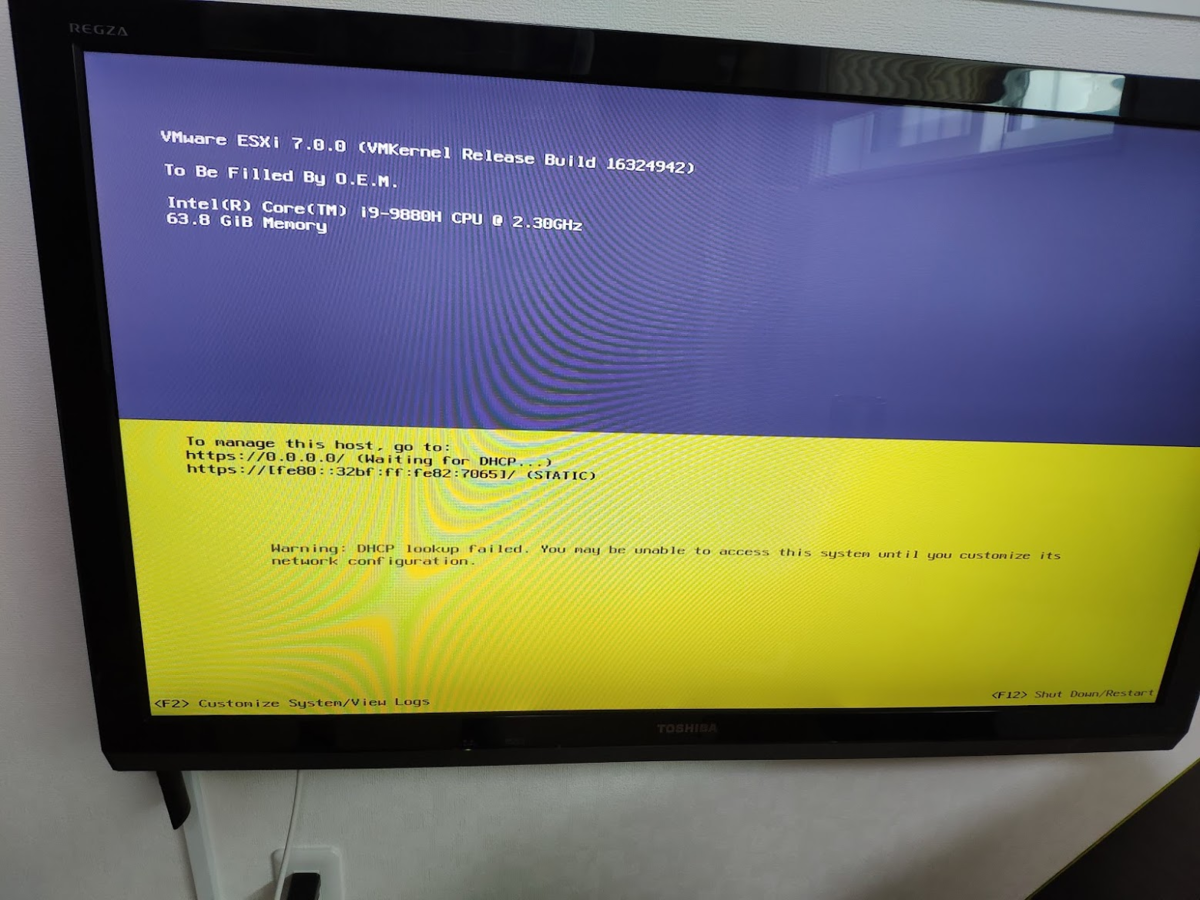 REGZA
VMware ESXi 7.0.0 (VMKernel Release Build 16324942)
To Be Filled By O.E.M.
Intel(R) Core(TM) i9-9880H CPU @ 2.30GHz
63.8 GiB Memory
To manage this host, go to:
https://0.0.0.0/ (Waiting for DHCP...)
https://[fe80::32bf:ff:fe82:7065]/ (STATIC)
Warning: DHCP lookup failed. You may be unable to access this system until you customize its
network configuration.
<F2> Customize System/View Logs
<F12> Shut Down/Restart
TOSHIBA